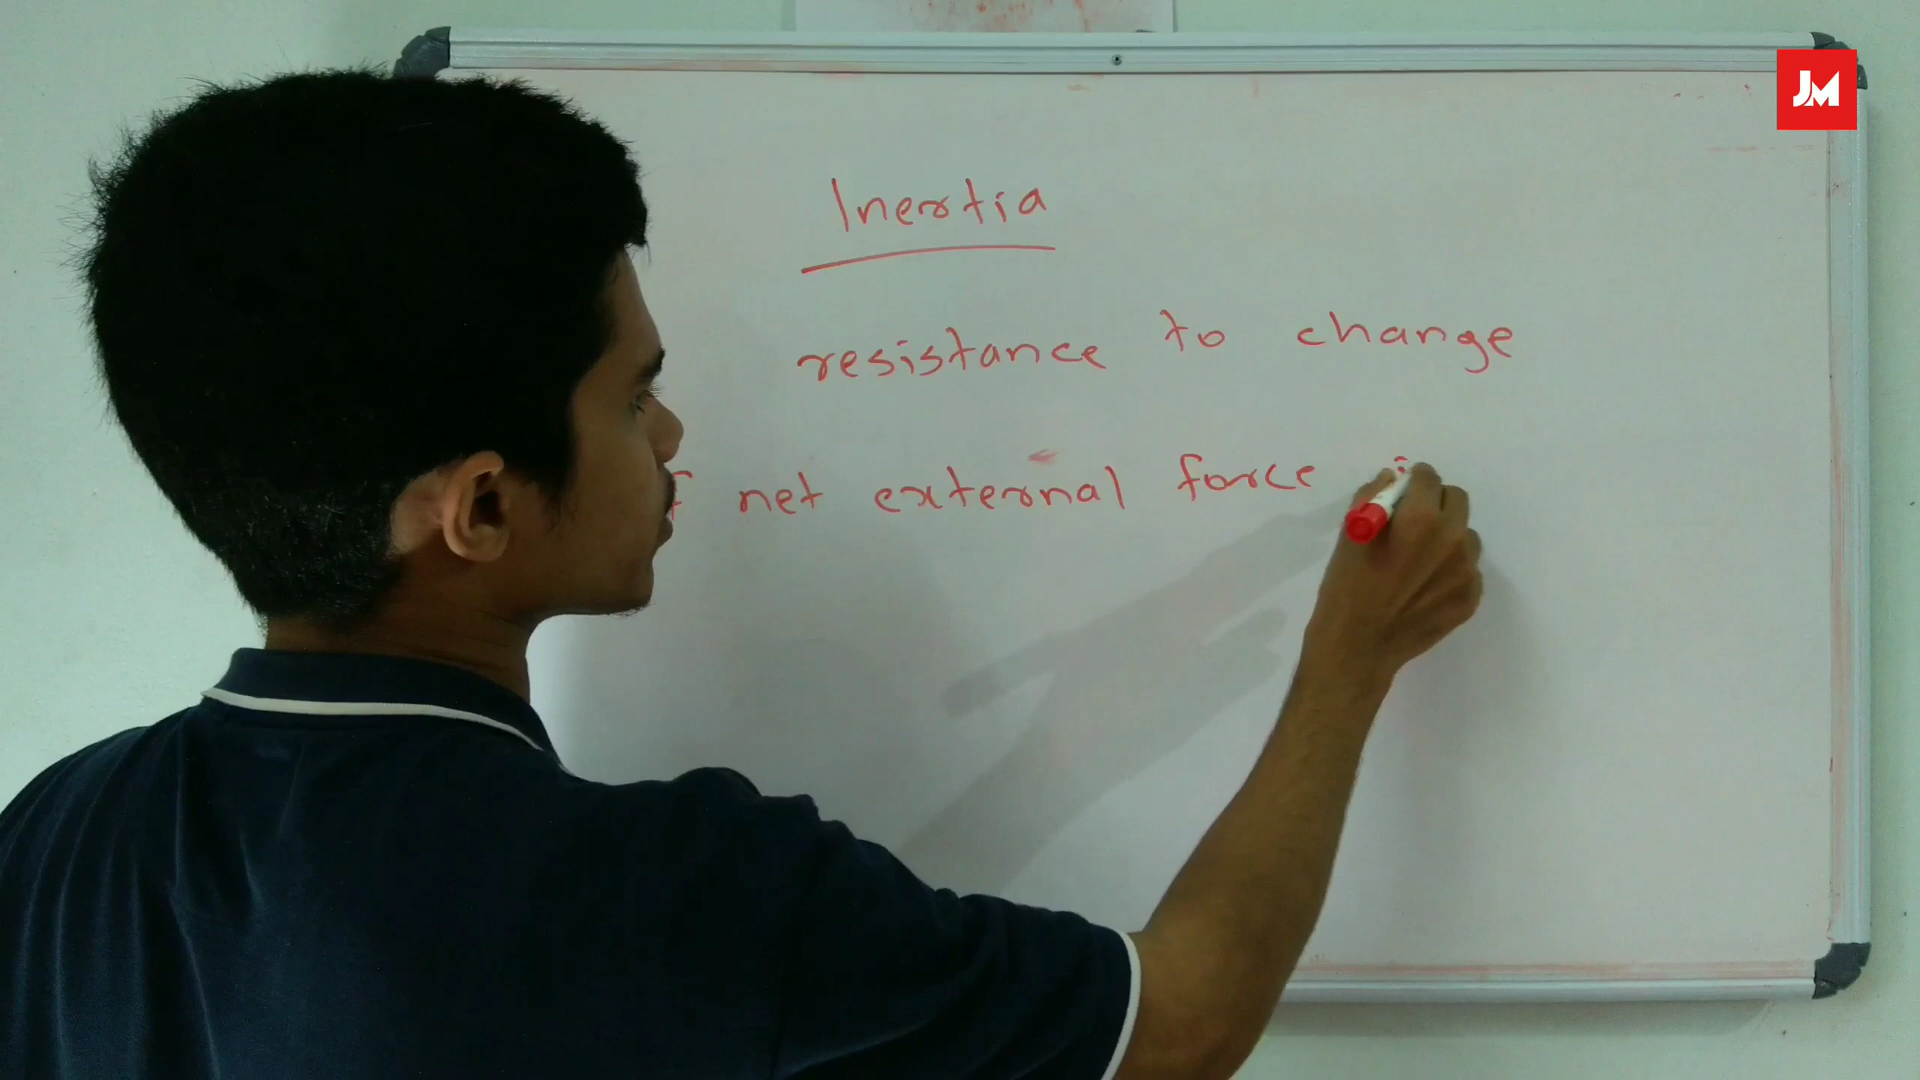 JM
Inertia
resistance to change
net external force